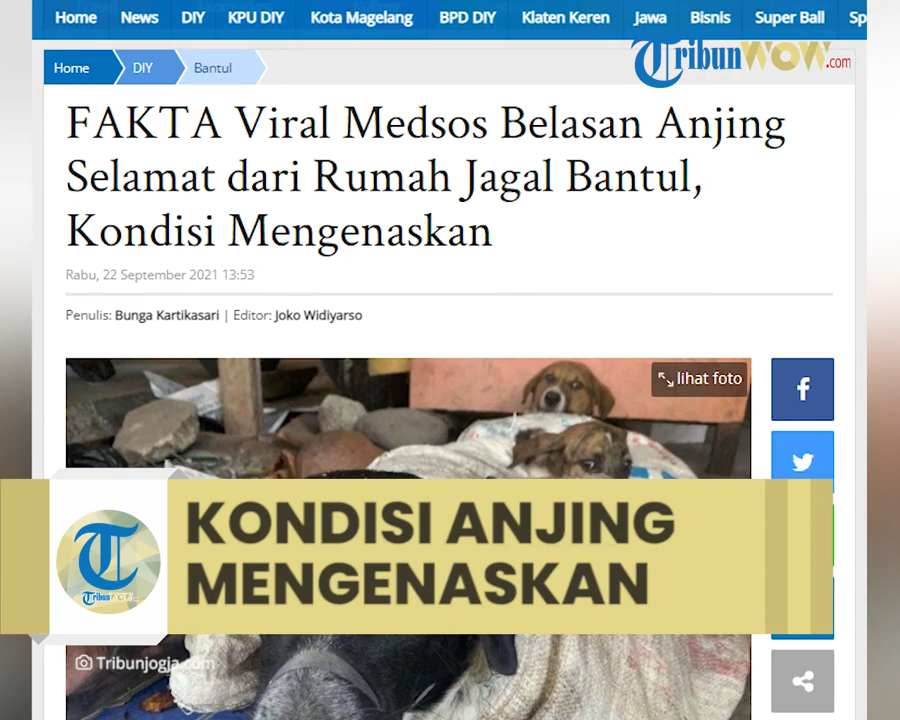 Home News DIY KPU DIY Kota Magelang BPD DIY Klaten Keren Jawa Bisnis Super Ball Sp
Home DIY Bantul
TribunWOW.com
FAKTA Viral Medsos Belasan Anjing
Selamat dari Rumah Jagal Bantul,
Kondisi Mengenaskan
Rabu, 22 September 2021 13:53
Penulis: Bunga Kartikasari | Editor: Joko Widiyarso
lihat foto
KONDISI ANJING
MENGENASKAN
TribunWOW
Tribunjogja.com